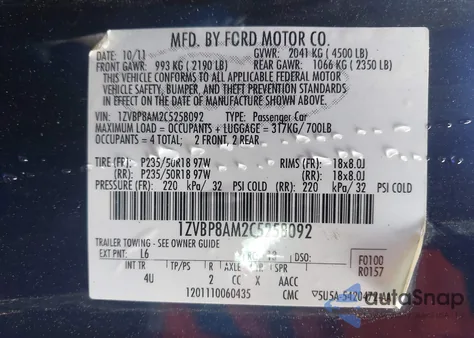 MFD. BY FORD MOTOR CO.
DATE: 10/11 GVWR: 2041 KG (4500 LB)
FRONT GAWR: 993 KG (2190 LB) REAR GAWR: 1066 KG (2350 LB)
THIS VEHICLE CONFORMS TO ALL APPLICABLE FEDERAL MOTOR
VEHICLE SAFETY, BUMPER, AND THEFT PREVENTION STANDARDS
IN EFFECT ON THE DATE OF MANUFACTURE SHOWN ABOVE.
VIN: 1ZVBP8AM2C5258092 TYPE: Passenger Car
MAXIMUM LOAD = OCCUPANTS + LUGGAGE = 317KG/700LB
OCCUPANTS = 4 TOTAL; 2 FRONT, 2 REAR
TIRE (FR): P235/50R18 97W RIMS (FR): 18x8.0J
(RR): P235/50R18 97W (RR): 18x8.0J
PRESSURE (FR): 220 kPa/ 32 PSI COLD (RR): 220 kPa/ 32 PSI COLD
1ZVBP8AM2C5258092
TRAILER TOWING - SEE OWNER GUIDE
EXT PNT: L6 DSO: F0100
R0157
INT TR TP/PS R AXLE TR SPR
4U 2 CC X AACC
1201110060435 CMC
autoSnap